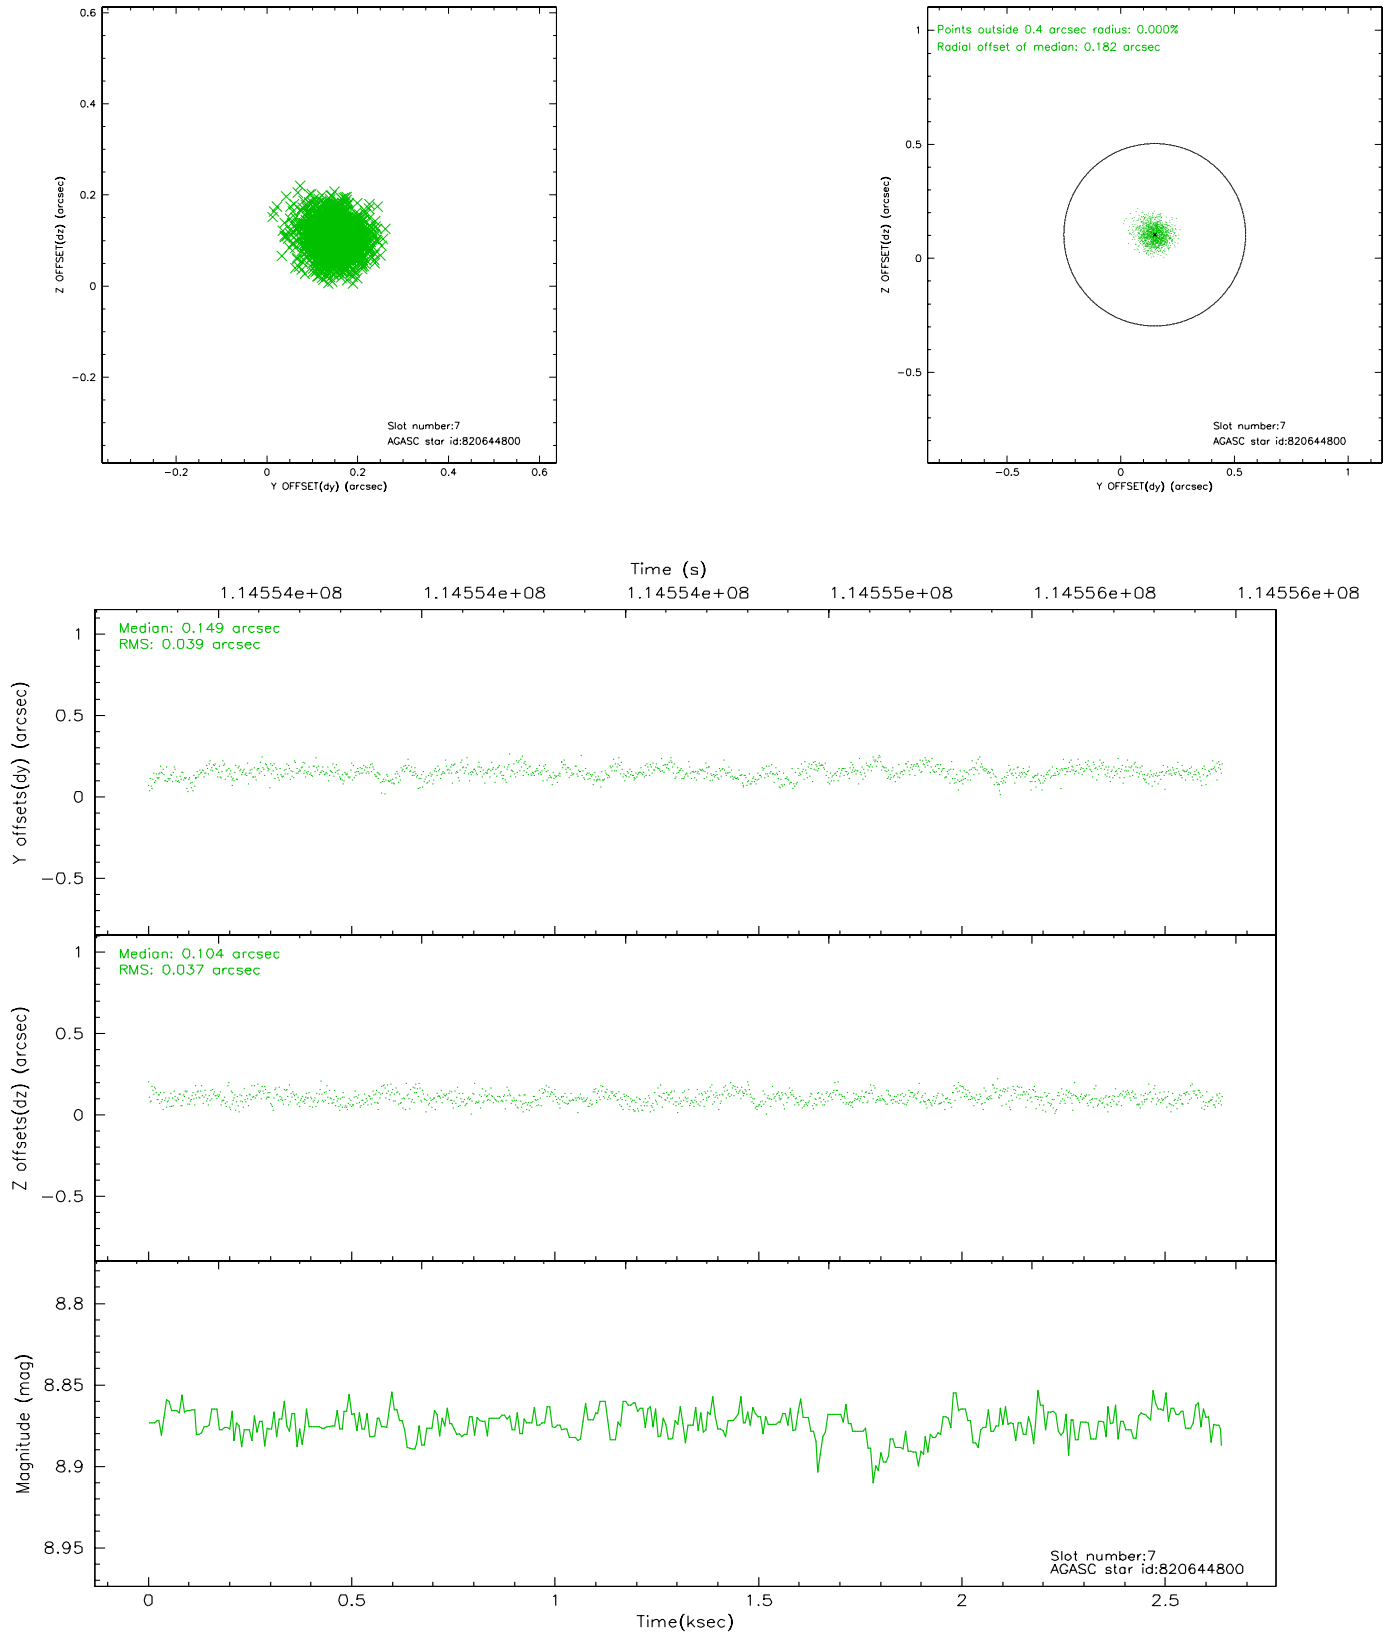 0.6
0.4
0.2
0
−0.2
Z OFFSET(dz) (arcsec)
Slot number:7
AGASC star id:820644800
−0.2 0 0.2 0.4 0.6
Y OFFSET(dy) (arcsec)
Points outside 0.4 arcsec radius: 0.000%
Radial offset of median: 0.182 arcsec
1
0.5
0
−0.5
Z OFFSET(dz) (arcsec)
Slot number:7
AGASC star id:820644800
−0.5 0 0.5 1
Y OFFSET(dy) (arcsec)
Time (s)
1.14554e+08 1.14554e+08 1.14554e+08 1.14555e+08 1.14556e+08 1.14556e+08
Median: 0.149 arcsec
RMS: 0.039 arcsec
1
0.5
0
−0.5
Y offsets(dy) (arcsec)
Median: 0.104 arcsec
RMS: 0.037 arcsec
1
0.5
0
−0.5
Z offsets(dz) (arcsec)
8.8
8.85
8.9
8.95
Magnitude (mag)
Slot number:7
AGASC star id:820644800
0 0.5 1 1.5 2 2.5
Time(ksec)